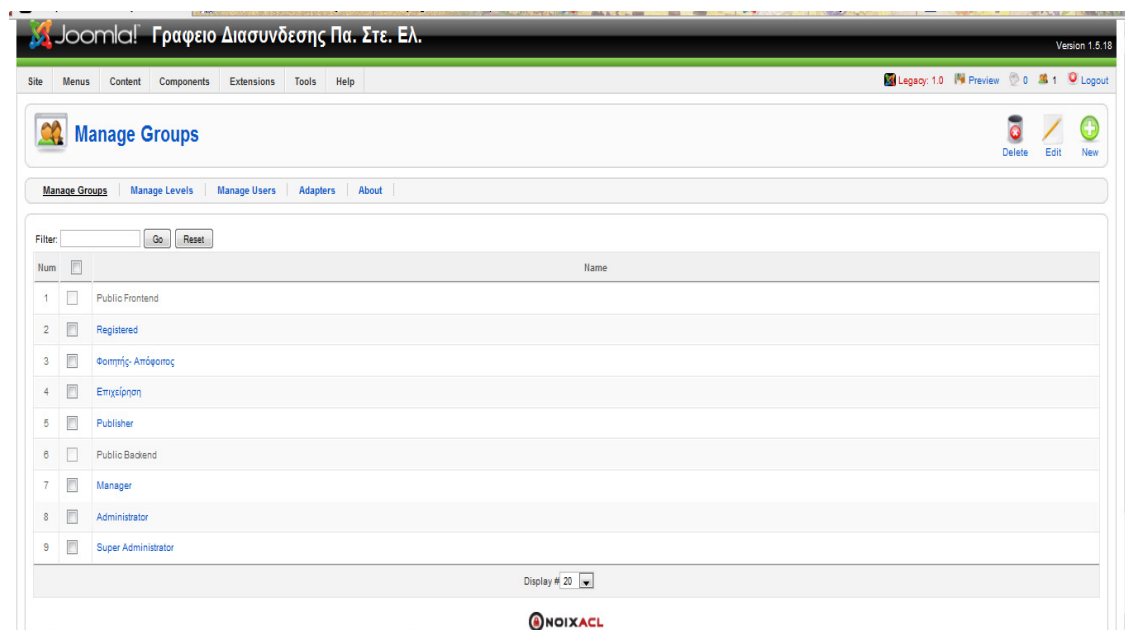 Joomla! Γραφειο Διασυνδεσης Πα. Στε. Ελ.
Version 1.5.18
Site Menus Content Components Extensions Tools Help Legacy: 1.0 Preview 0 1 Logout
Manage Groups
Delete Edit New
Manage Groups Manage Levels Manage Users Adapters About
Filter: Go Reset
Num Name
1 Public Frontend
2 Registered
3 Φοιτητής- Απόφοιτος
4 Επιχείρηση
5 Publisher
6 Public Backend
7 Manager
8 Administrator
9 Super Administrator
Display # 20
NOIXACL